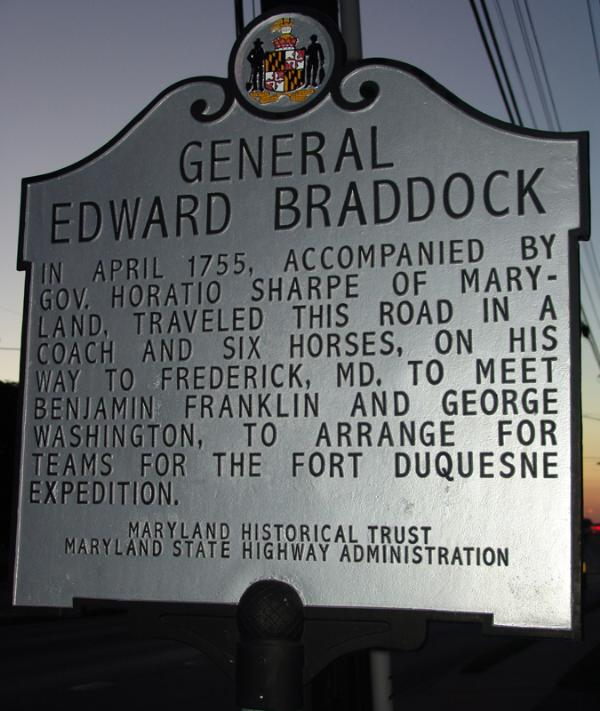 GENERAL
EDWARD BRADDOCK
IN APRIL 1755, ACCOMPANIED BY
GOV. HORATIO SHARPE OF MARY-
LAND, TRAVELED THIS ROAD IN A
COACH AND SIX HORSES, ON HIS
WAY TO FREDERICK, MD. TO MEET
BENJAMIN FRANKLIN AND GEORGE
WASHINGTON, TO ARRANGE FOR
TEAMS FOR THE FORT DUQUESNE
EXPEDITION.
MARYLAND HISTORICAL TRUST
MARYLAND STATE HIGHWAY ADMINISTRATION